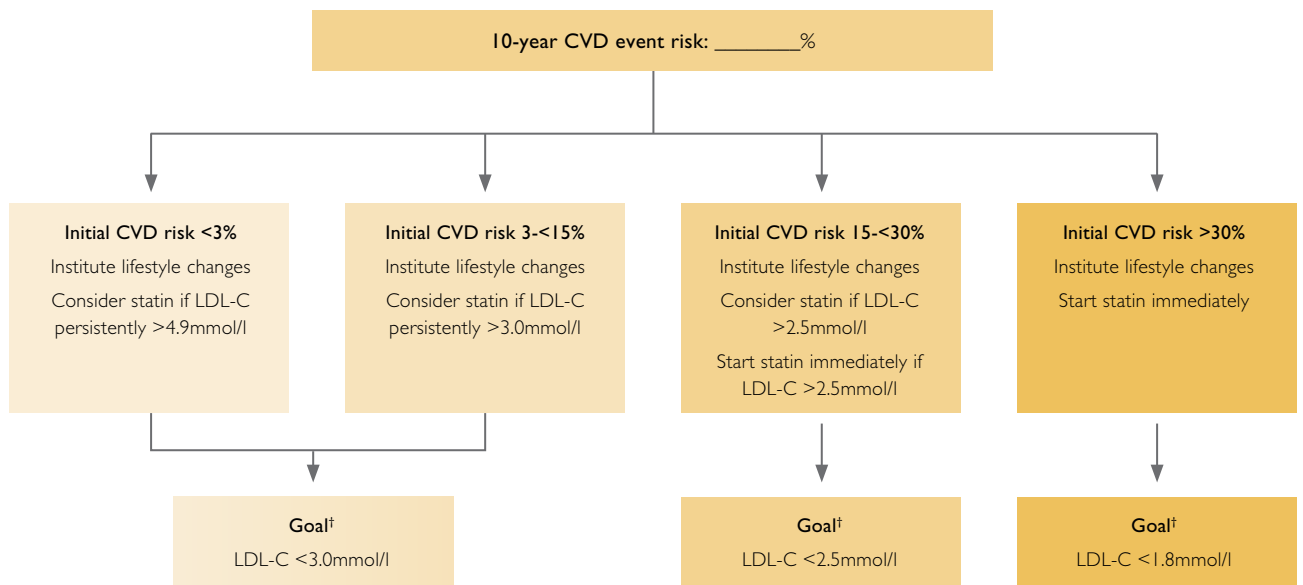 10-year CVD event risk: ________%
Initial CVD risk <3%
Institute lifestyle changes
Consider statin if LDL-C
persistently >4.9mmol/l
Initial CVD risk 3-<15%
Institute lifestyle changes
Consider statin if LDL-C
persistently >3.0mmol/l
Initial CVD risk 15-<30%
Institute lifestyle changes
Consider statin if LDL-C
>2.5mmol/l
Start statin immediately if
LDL-C >2.5mmol/l
Initial CVD risk >30%
Institute lifestyle changes
Start statin immediately
Goal†
LDL-C <3.0mmol/l
Goal†
LDL-C <2.5mmol/l
Goal†
LDL-C <1.8mmol/l